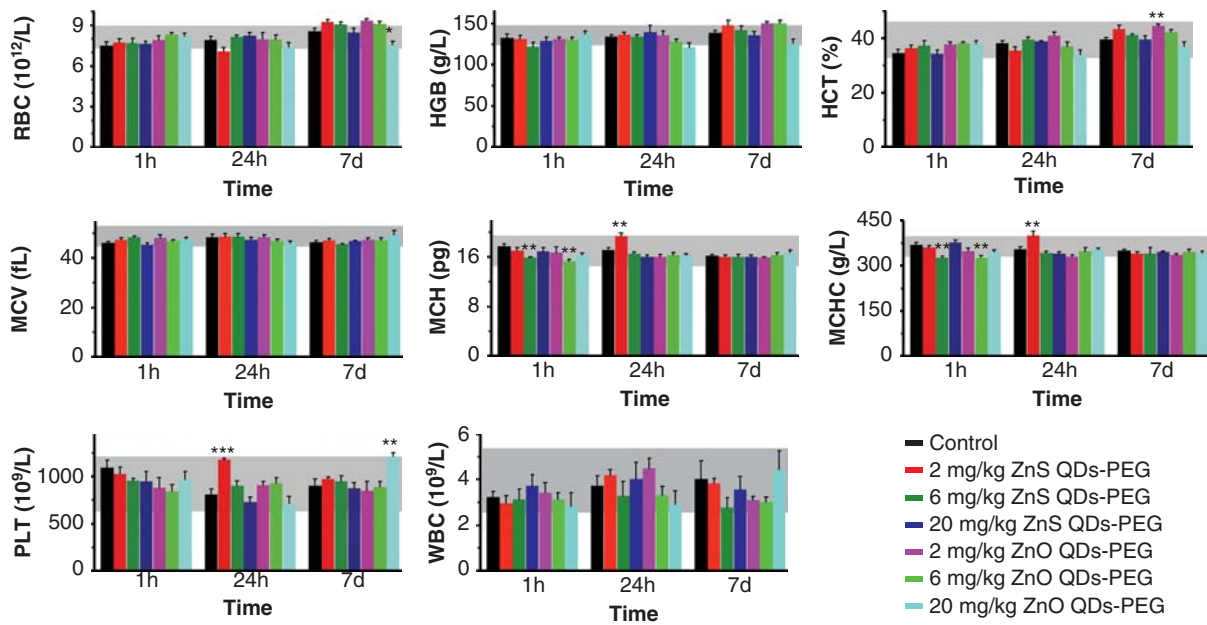 RBC (10¹²/L)
9
6
3
0
*
1h 24h 7d
Time
HGB (g/L)
150
100
50
0
1h 24h 7d
Time
HCT (%)
40
20
0
**
1h 24h 7d
Time
MCV (fL)
40
20
0
1h 24h 7d
Time
MCH (pg)
16
8
0
** ** **
1h 24h 7d
Time
MCHC (g/L)
450
300
150
0
** ** **
1h 24h 7d
Time
PLT (10⁹/L)
1000
500
0
*** **
1h 24h 7d
Time
WBC (10⁹/L)
6
4
2
0
1h 24h 7d
Time
Control
2 mg/kg ZnS QDs-PEG
6 mg/kg ZnS QDs-PEG
20 mg/kg ZnS QDs-PEG
2 mg/kg ZnO QDs-PEG
6 mg/kg ZnO QDs-PEG
20 mg/kg ZnO QDs-PEG